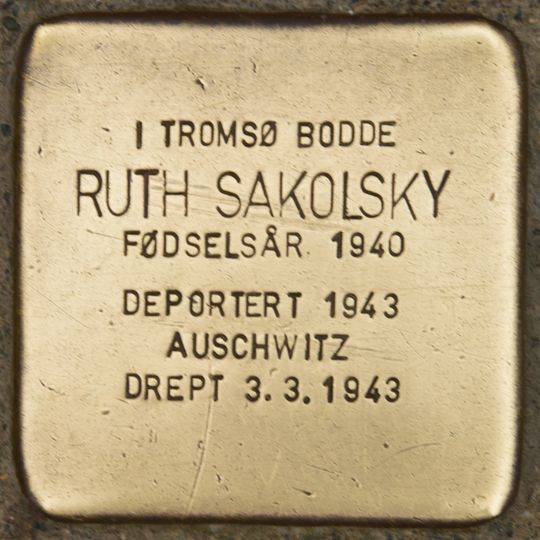 I TROMSØ BODDE
RUTH SAKOLSKY
FØDSELSÅR 1940
DEPORTERT 1943
AUSCHWITZ
DREPT 3.3.1943